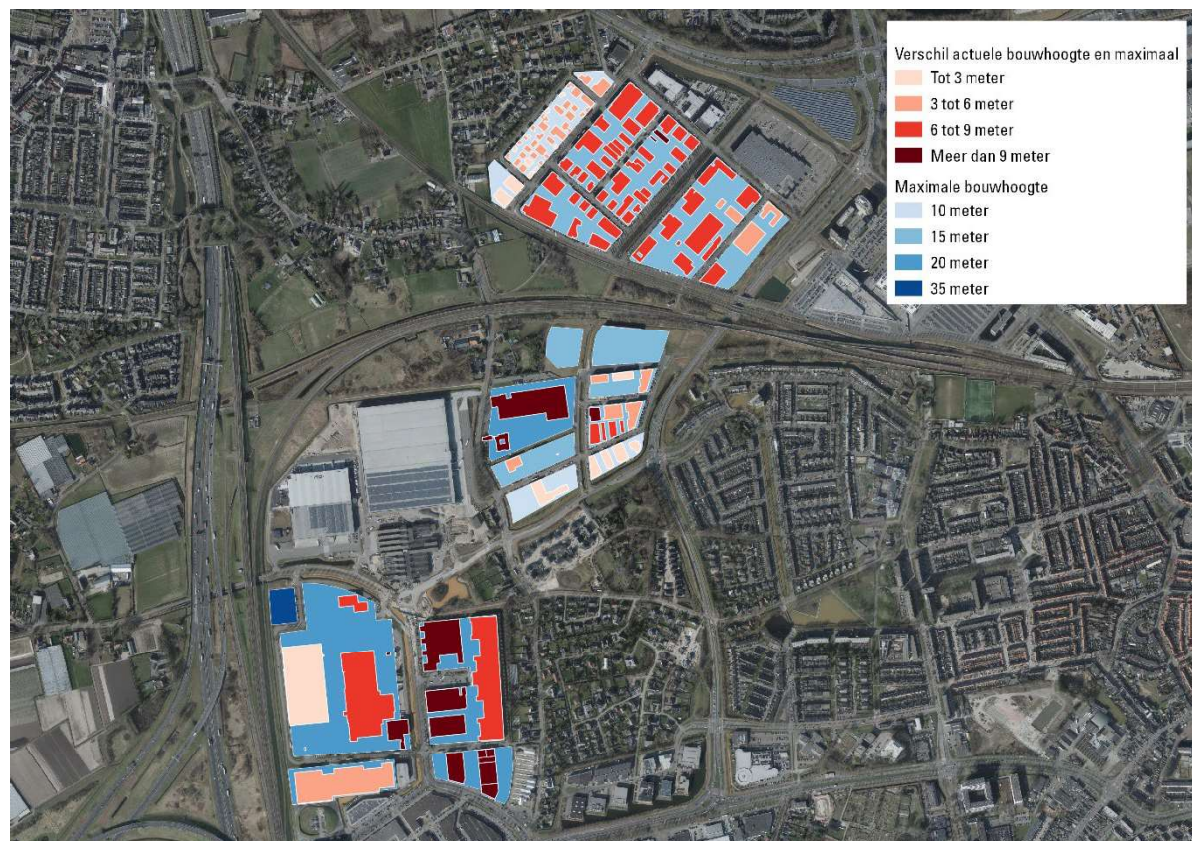 Verschil actuele bouwhoogte en maximaal
Tot 3 meter
3 tot 6 meter
6 tot 9 meter
Meer dan 9 meter
Maximale bouwhoogte
10 meter
15 meter
20 meter
35 meter